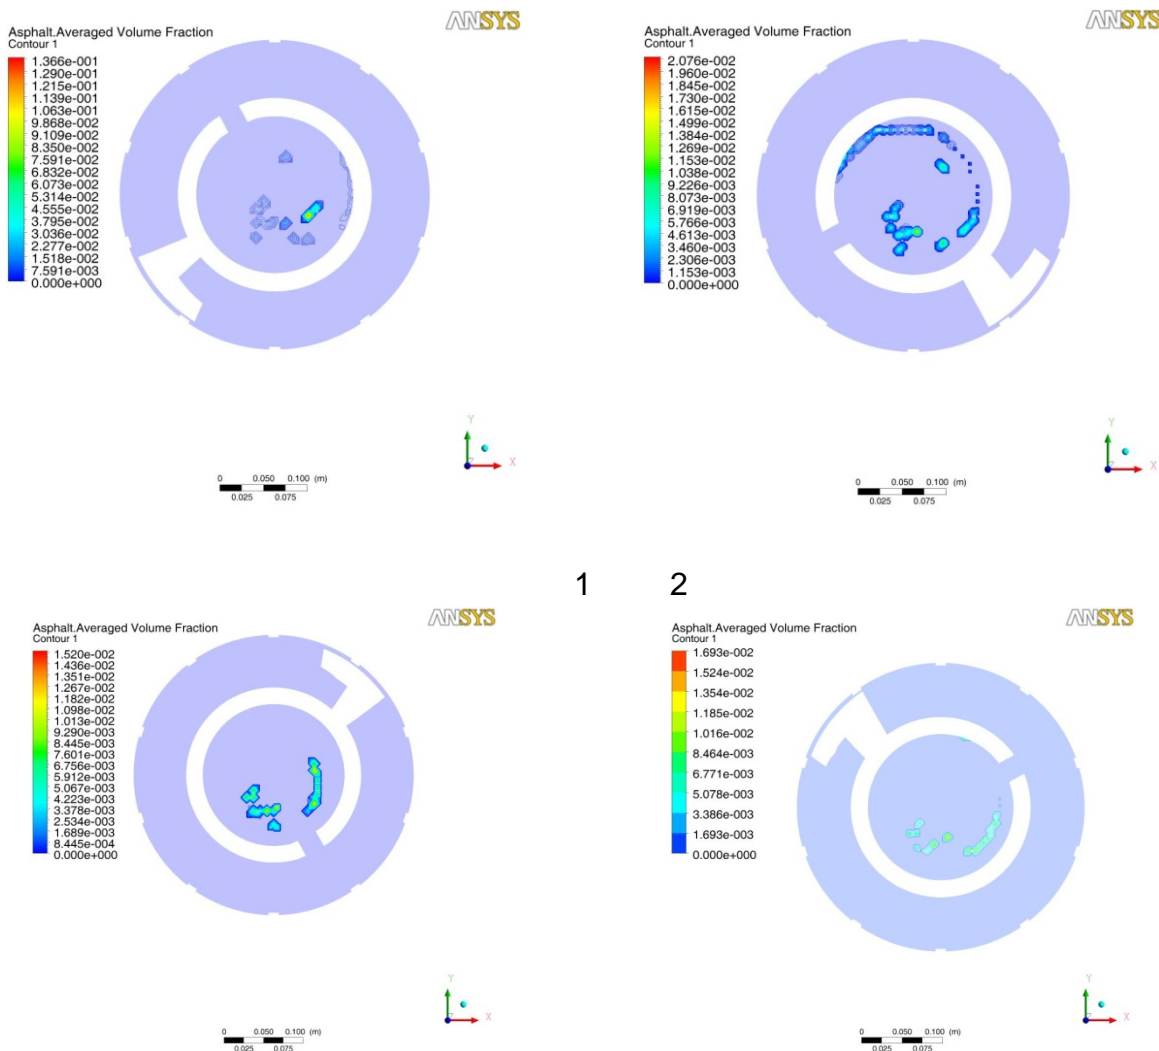 ANSYS
Asphalt.Averaged Volume Fraction
Contour 1
1.366e-001
1.290e-001
1.215e-001
1.139e-001
1.063e-001
9.868e-002
9.109e-002
8.350e-002
7.591e-002
6.832e-002
6.073e-002
5.314e-002
4.555e-002
3.795e-002
3.036e-002
2.277e-002
1.518e-002
7.591e-003
0.000e+000
Y
X
Z
0 0.050 0.100 (m)
0.025 0.075
ANSYS
Asphalt.Averaged Volume Fraction
Contour 1
2.076e-002
1.960e-002
1.845e-002
1.730e-002
1.615e-002
1.499e-002
1.384e-002
1.269e-002
1.153e-002
1.038e-002
9.226e-003
8.073e-003
6.919e-003
5.766e-003
4.613e-003
3.460e-003
2.306e-003
1.153e-003
0.000e+000
Y
X
Z
0 0.050 0.100 (m)
0.025 0.075
1 2
ANSYS
Asphalt.Averaged Volume Fraction
Contour 1
1.520e-002
1.436e-002
1.351e-002
1.267e-002
1.182e-002
1.098e-002
1.013e-002
9.290e-003
8.445e-003
7.601e-003
6.756e-003
5.912e-003
5.067e-003
4.223e-003
3.378e-003
2.534e-003
1.689e-003
8.445e-004
0.000e+000
Y
X
Z
0 0.050 0.100 (m)
0.025 0.075
ANSYS
Asphalt.Averaged Volume Fraction
Contour 1
1.693e-002
1.524e-002
1.354e-002
1.185e-002
1.016e-002
8.464e-003
6.771e-003
5.078e-003
3.386e-003
1.693e-003
0.000e+000
Y
X
Z
0 0.050 0.100 (m)
0.025 0.075